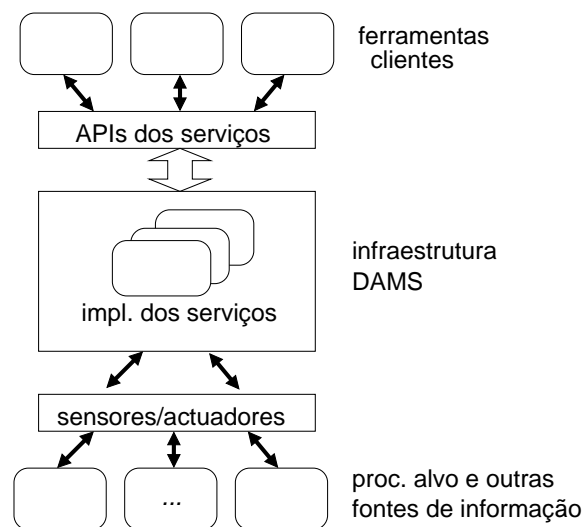 ferramentas
clientes
APIs dos serviços
infraestrutura
DAMS
impl. dos serviços
sensores/actuadores
proc. alvo e outras
fontes de informação
...